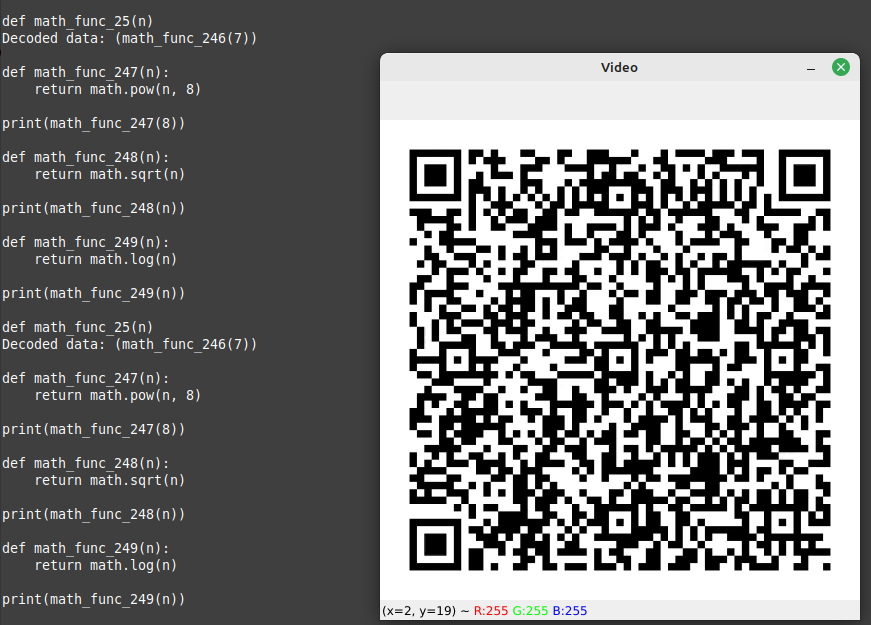 def math_func_25(n)
Decoded data: (math_func_246(7))
def math_func_247(n):
    return math.pow(n, 8)
print(math_func_247(8))
def math_func_248(n):
    return math.sqrt(n)
print(math_func_248(n))
def math_func_249(n):
    return math.log(n)
print(math_func_249(n))
def math_func_25(n)
Decoded data: (math_func_246(7))
def math_func_247(n):
    return math.pow(n, 8)
print(math_func_247(8))
def math_func_248(n):
    return math.sqrt(n)
print(math_func_248(n))
def math_func_249(n):
    return math.log(n)
print(math_func_249(n))
Video
(x=2, y=19) ~ R:255 G:255 B:255